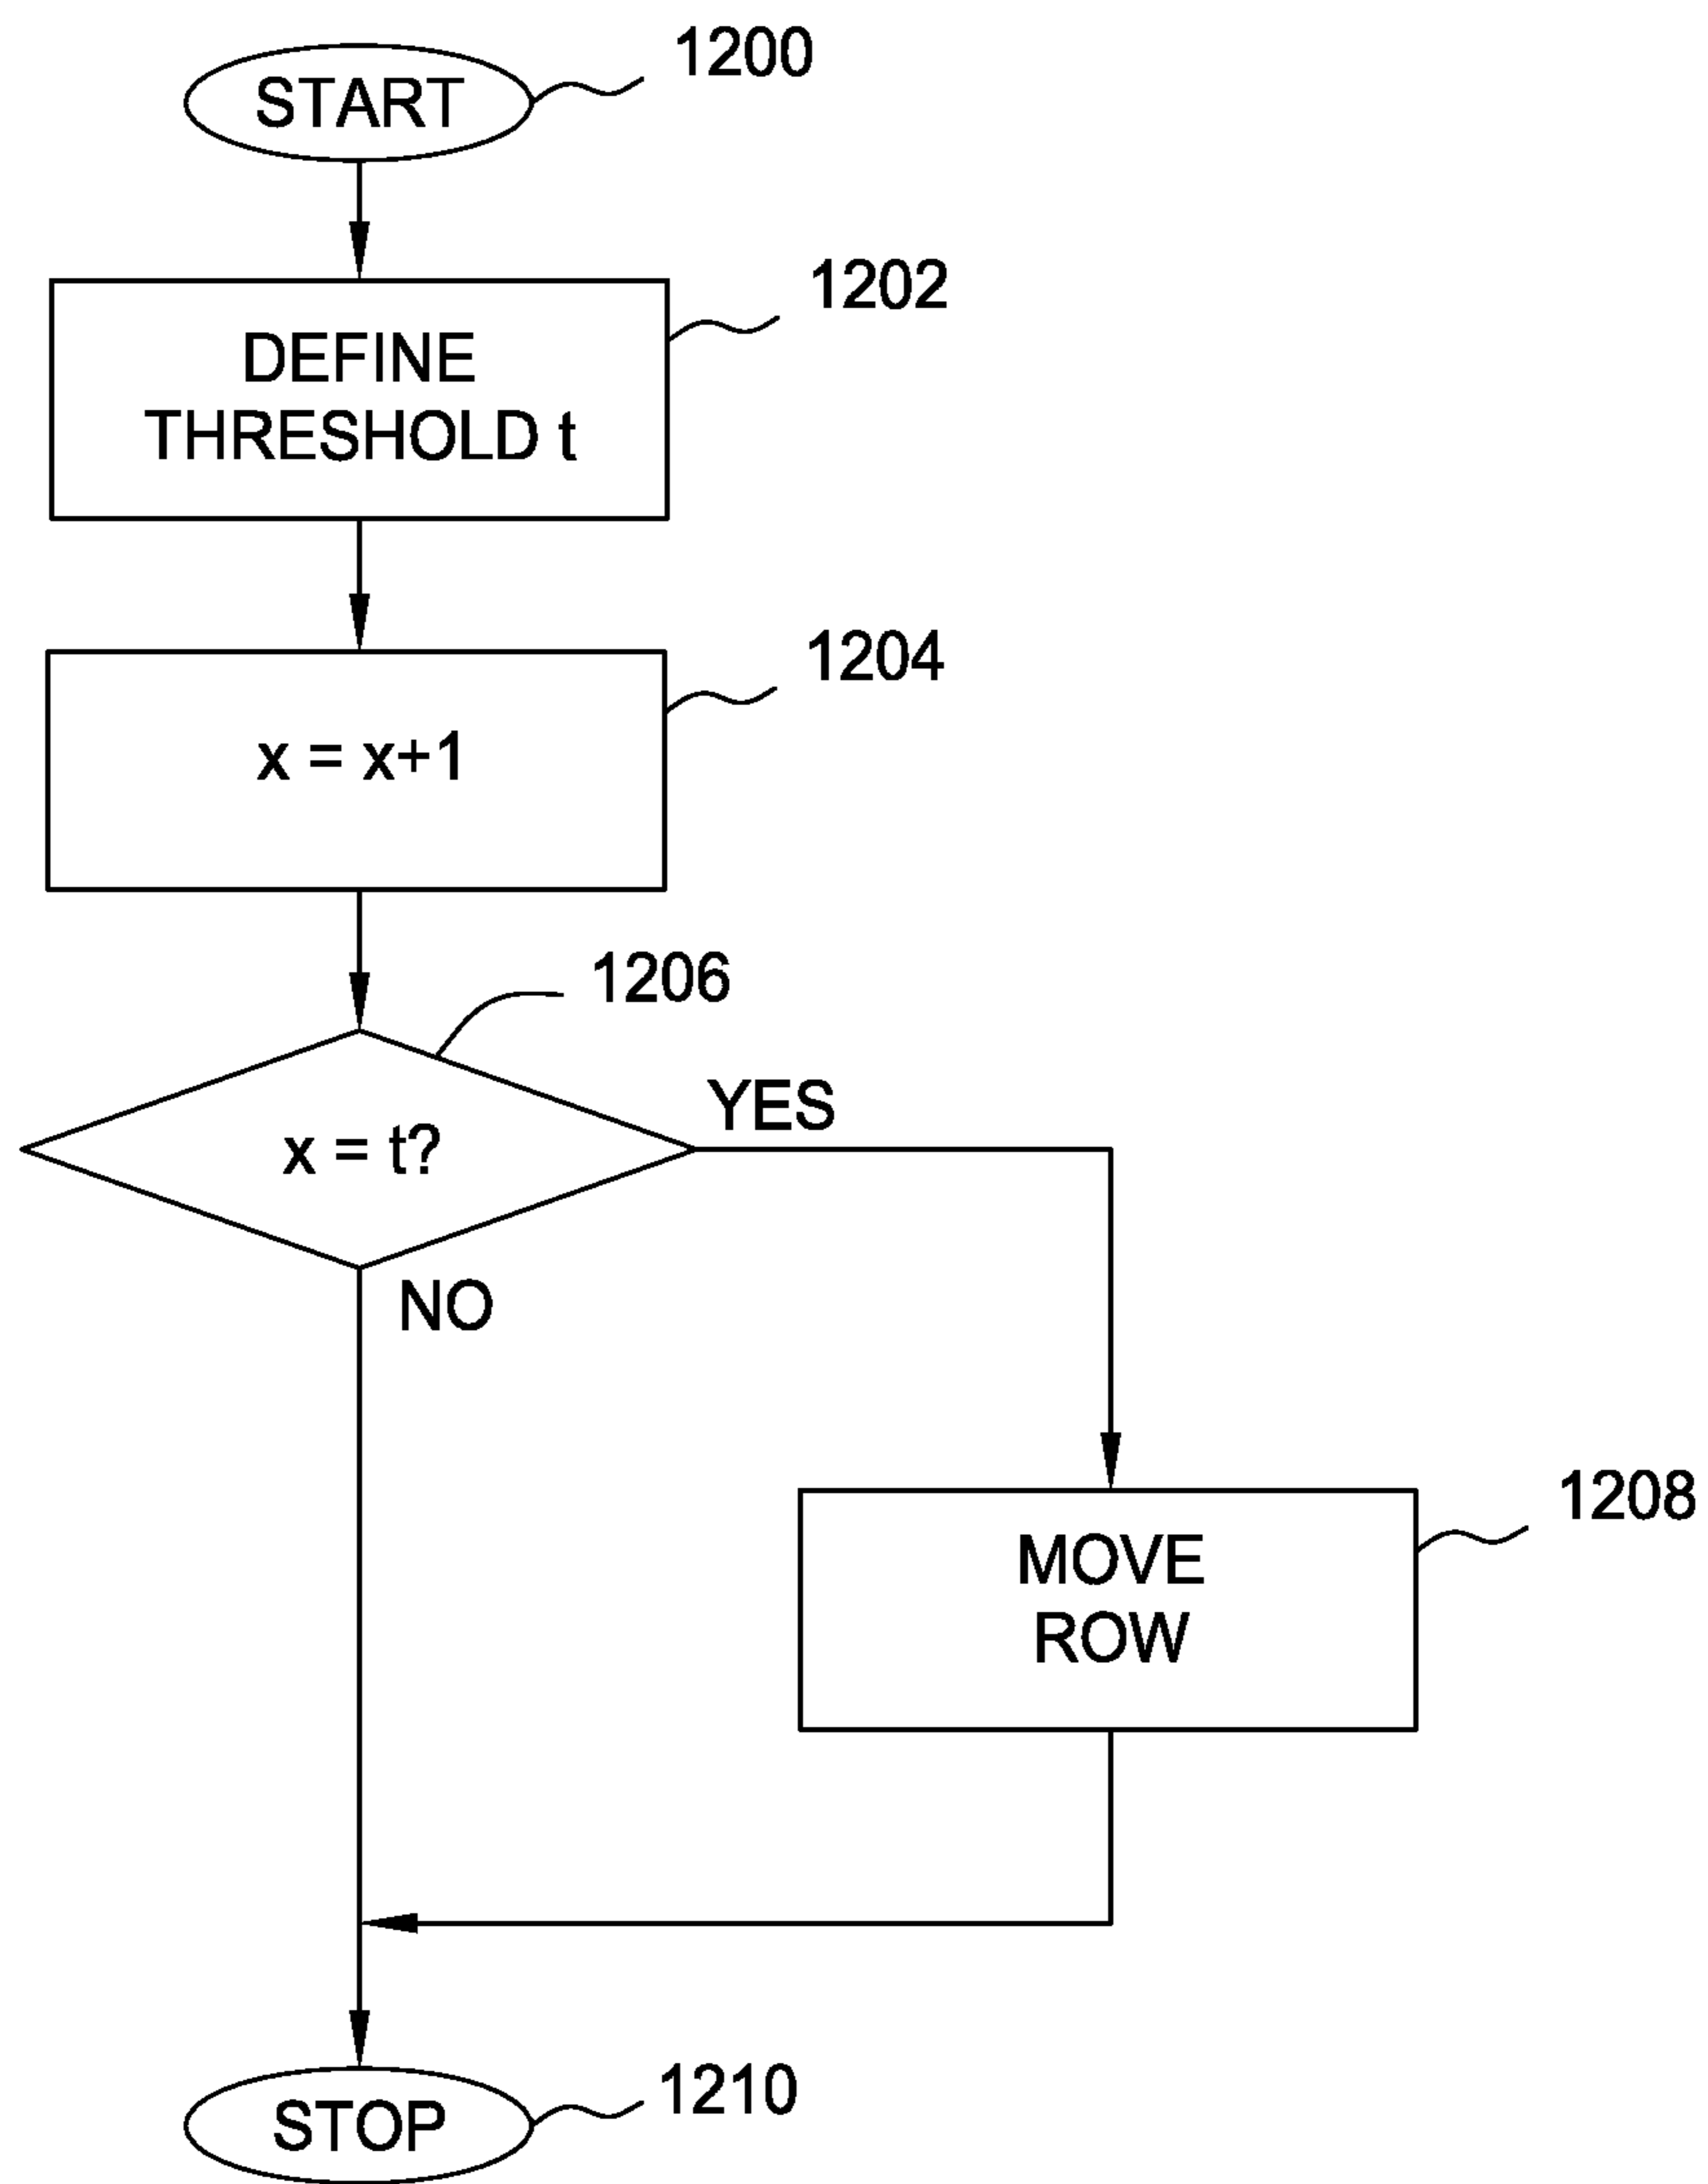 START
1200
1202
DEFINE
THRESHOLD t
1204
x = x+1
1206
YES
x = t?
NO
1208
MOVE
ROW
1210
STOP